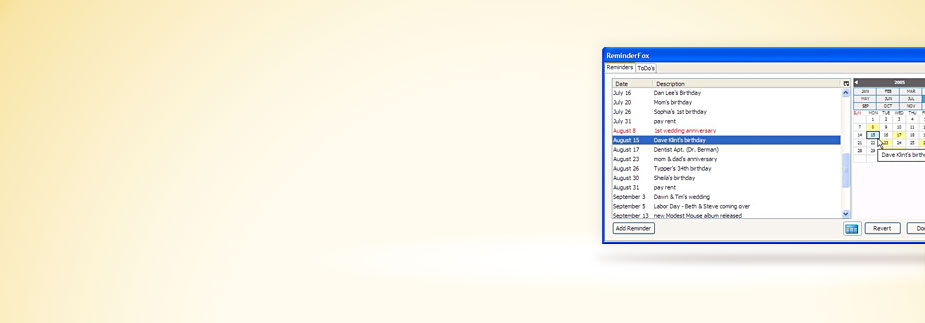 ReminderFox
Reminders ToDo's
Date Description
July 16 Dan Lee's Birthday
July 20 Mom's birthday
July 26 Sophia's 1st birthday
July 31 pay rent
August 8 1st wedding anniversary
August 15 Dave Klint's birthday
August 17 Dentist Apt. (Dr. Berman)
August 23 mom & dad's anniversary
August 26 Typper's 34th birthday
August 30 Sheila's birthday
August 31 pay rent
September 3 Dawn & Tim's wedding
September 5 Labor Day - Beth & Steve coming over
September 13 new Modest Mouse album released
Add Reminder
2005
JAN FEB MAR
MAY JUN JUL
SEP OCT NOV
SUN MON TUE WED THU
1 2 3 4
7 8 9 10 11
14 15 16 17 18
21 22 23 24 25
28 29
Dave Klint's birth
Revert